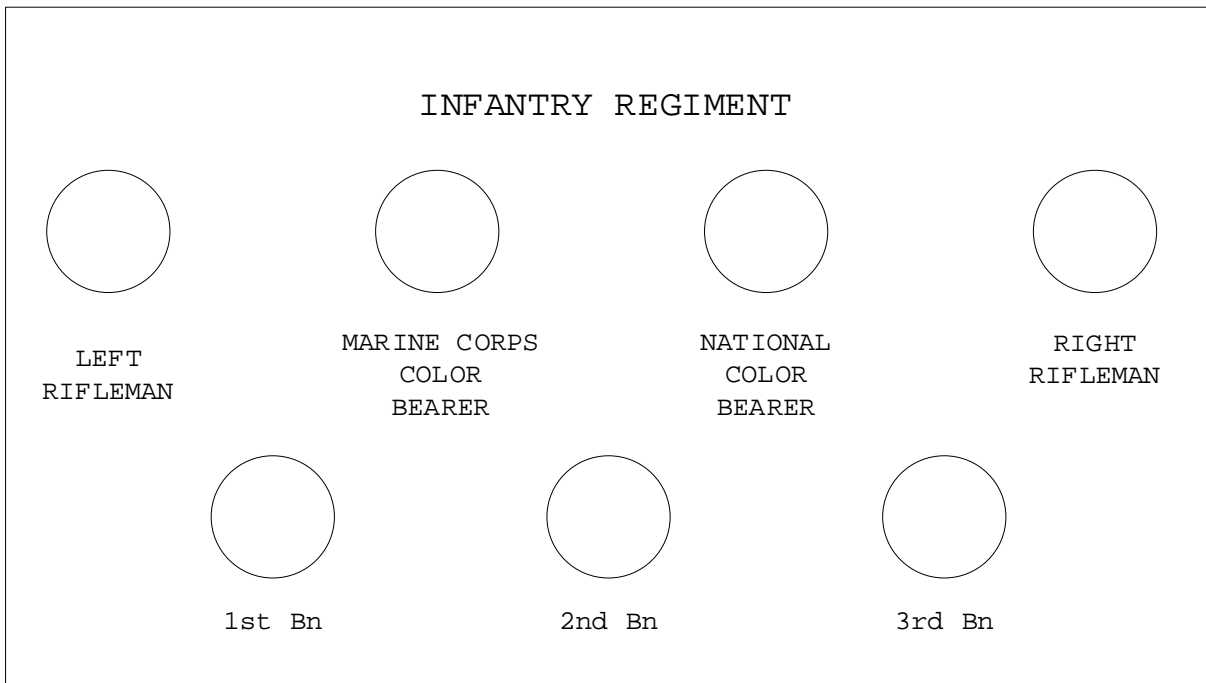 INFANTRY REGIMENT
LEFT
RIFLEMAN
MARINE CORPS
COLOR
BEARER
NATIONAL
COLOR
BEARER
RIGHT
RIFLEMAN
1st Bn
2nd Bn
3rd Bn